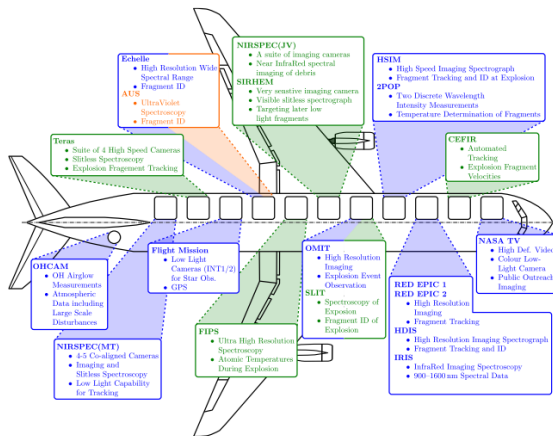 Echelle
High Resolution Wide
Spectral Range
Fragment ID
AUS
UltraViolet Spectroscopy
Fragment ID
NIRSPEC(JV)
A suite of imaging cameras
Near InfraRed spectral
imaging of debris
SIRHEM
Very senstive imaging camera
Visible slitless spectrograph
Targeting later low
light fragments
HSIM
High Speed Imaging Spectrograph
Fragment Tracking and ID at Explosion
2POP
Two Discrete Wavelength
Intensity Measurements
Temperature Determination of Fragments
Teras
Suite of 4 High Speed Cameras
Slitless Spectroscopy
Explosion Fragement Tracking
CEFIR
Automated
Tracking
Explosion Fragment
Velocities
OHCAM
OH Airglow
Measurements
Atmospheric
Data including
Large Scale
Disturbances
Flight Mission
Low Light
Cameras (INT1/2)
for Star Obs.
GPS
OMIT
High Resolution
Imaging
Explosion Event
Observation
SLIT
Spectroscopy
of Exposion
Fragment ID of
Explosion
NASA TV
High Def. Video
Colour Low-
Light Camera
Public Outreach
Imaging
RED EPIC 1
RED EPIC 2
High Resolution
Imaging
Fragment Tracking
HDIS
High Resolution Imaging Spectrograph
Fragment Tracking and ID
IRIS
InfraRed Imaging Spectroscopy
900–1600 nm Spectral Data
FIPS
Ultra High Resolution
Spectroscopy
Atomic Temperatures
During Explosion
NIRSPEC(MT)
4-5 Co-aligned Cameras
Imaging and
Slitless Spectroscopy
Low Light Capability
for Tracking